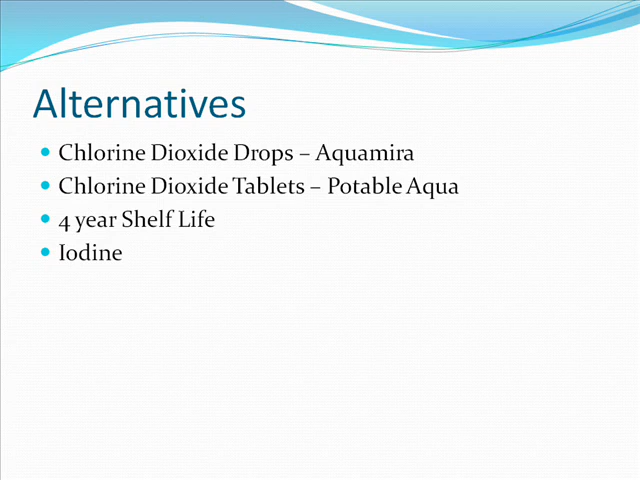 Alternatives
Chlorine Dioxide Drops – Aquamira
Chlorine Dioxide Tablets – Potable Aqua
4 year Shelf Life
Iodine